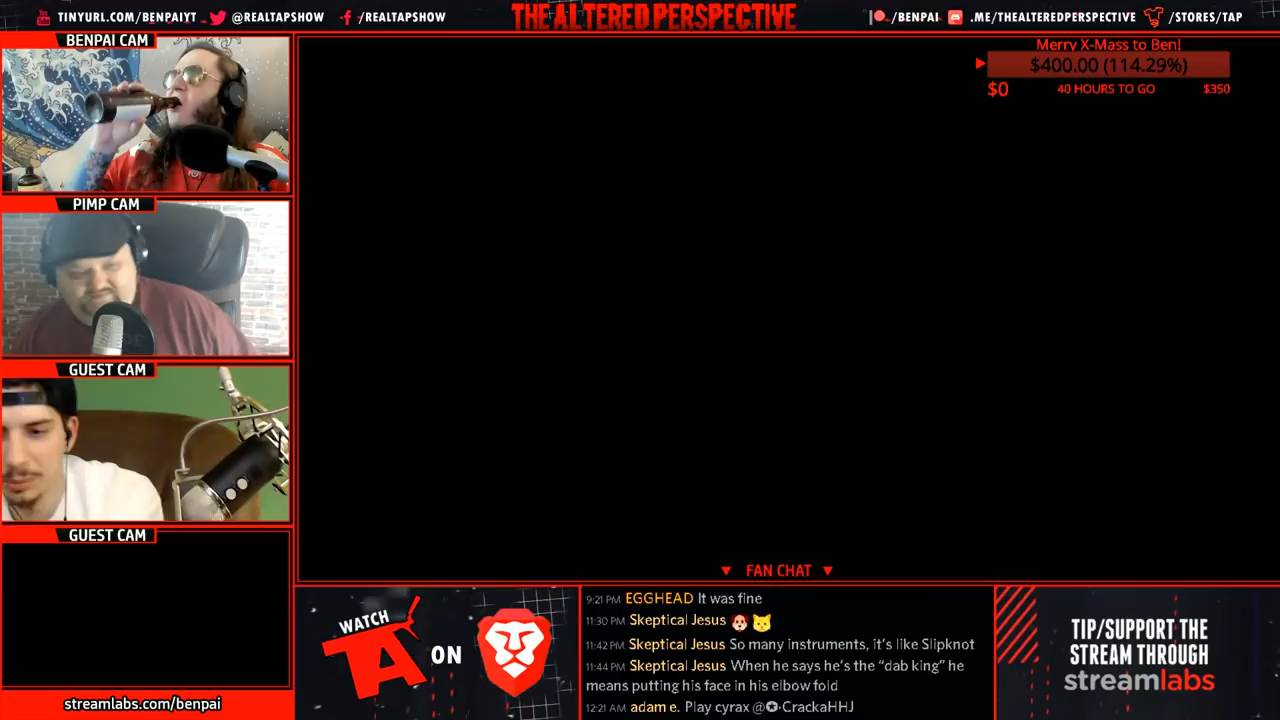 TINYURL.COM/BENPAIYT @REALTAPSHOW /REALTAPSHOW THE ALTERED PERSPECTIVE /BENPAI .ME/THEALTEREDPERSPECTIVE /STORES/TAP
BENPAI CAM
Merry X-Mass to Ben!
$400.00 (114.29%)
$0 40 HOURS TO GO $350
PIMP CAM
GUEST CAM
GUEST CAM
FAN CHAT
WATCH
ON
9:21 PM EGGHEAD It was fine
11:30 PM Skeptical Jesus
11:42 PM Skeptical Jesus So many instruments, it's like Slipknot
11:44 PM Skeptical Jesus When he says he's the “dab king” he
means putting his face in his elbow fold
12:21 AM adam e. Play cyrax @✪•CrackaHHJ
TIP/SUPPORT THE
STREAM THROUGH
streamlabs
streamlabs.com/benpai